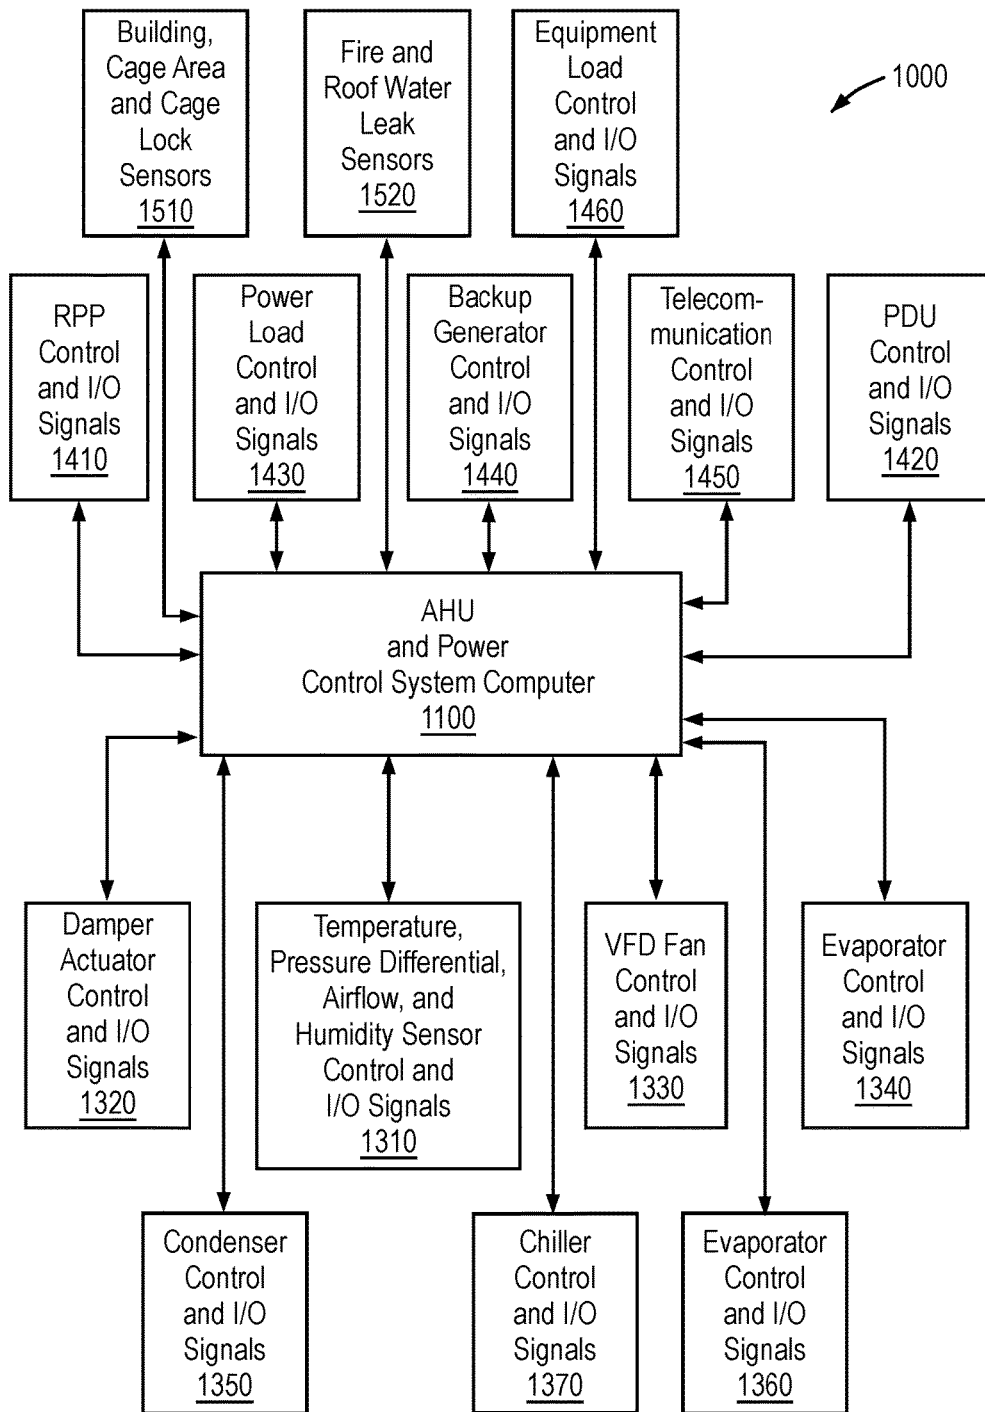 Building,
Cage Area
and Cage
Lock
Sensors
1510
Fire and
Roof Water
Leak
Sensors
1520
Equipment
Load
Control
and I/O
Signals
1460
1000
RPP
Control
and I/O
Signals
1410
Power
Load
Control
and I/O
Signals
1430
Backup
Generator
Control
and I/O
Signals
1440
Telecom-
munication
Control
and I/O
Signals
1450
PDU
Control
and I/O
Signals
1420
AHU
and Power
Control System Computer
1100
Damper
Actuator
Control
and I/O
Signals
1320
Temperature,
Pressure Differential,
Airflow, and
Humidity Sensor
Control and
I/O Signals
1310
VFD Fan
Control
and I/O
Signals
1330
Evaporator
Control
and I/O
Signals
1340
Condenser
Control
and I/O
Signals
1350
Chiller
Control
and I/O
Signals
1370
Evaporator
Control
and I/O
Signals
1360